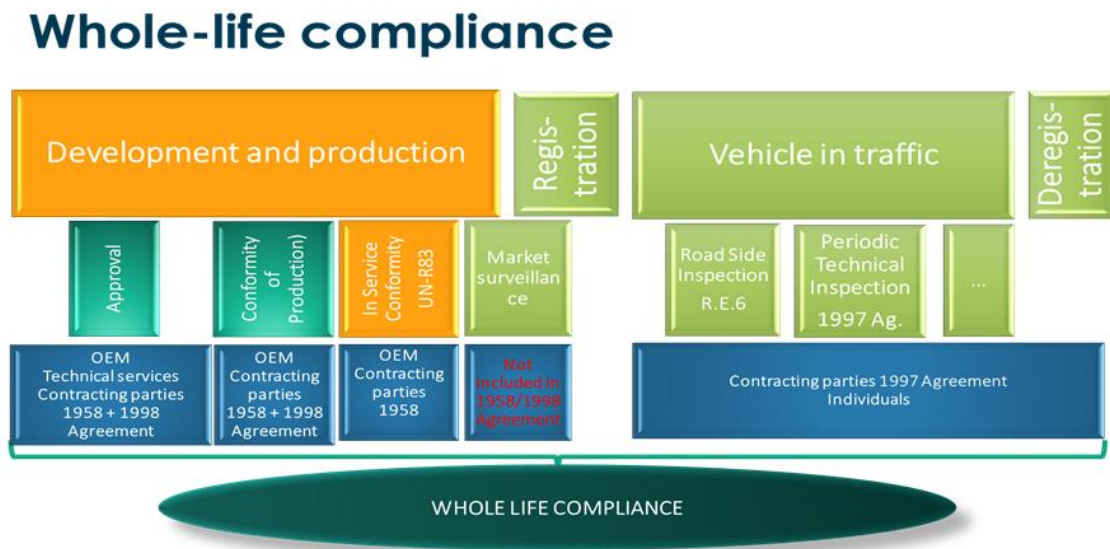 Whole-life compliance
Development and production
Regis-
tration
Vehicle in traffic
Deregis-
tration
Approval
Conformity
of
Production)
In Service
Conformity
UN-R83
Market
surveillan
ce
Road Side
Inspection
R.E.6
Periodic
Technical
Inspection
1997 Ag.
...
OEM
Technical services
Contracting parties
1958 + 1998
Agreement
OEM
Contracting
parties
1958 + 1998
Agreement
OEM
Contracting
parties
1958
Not
Included in
1958/1998
Agreement
Contracting parties 1997 Agreement
Individuals
WHOLE LIFE COMPLIANCE